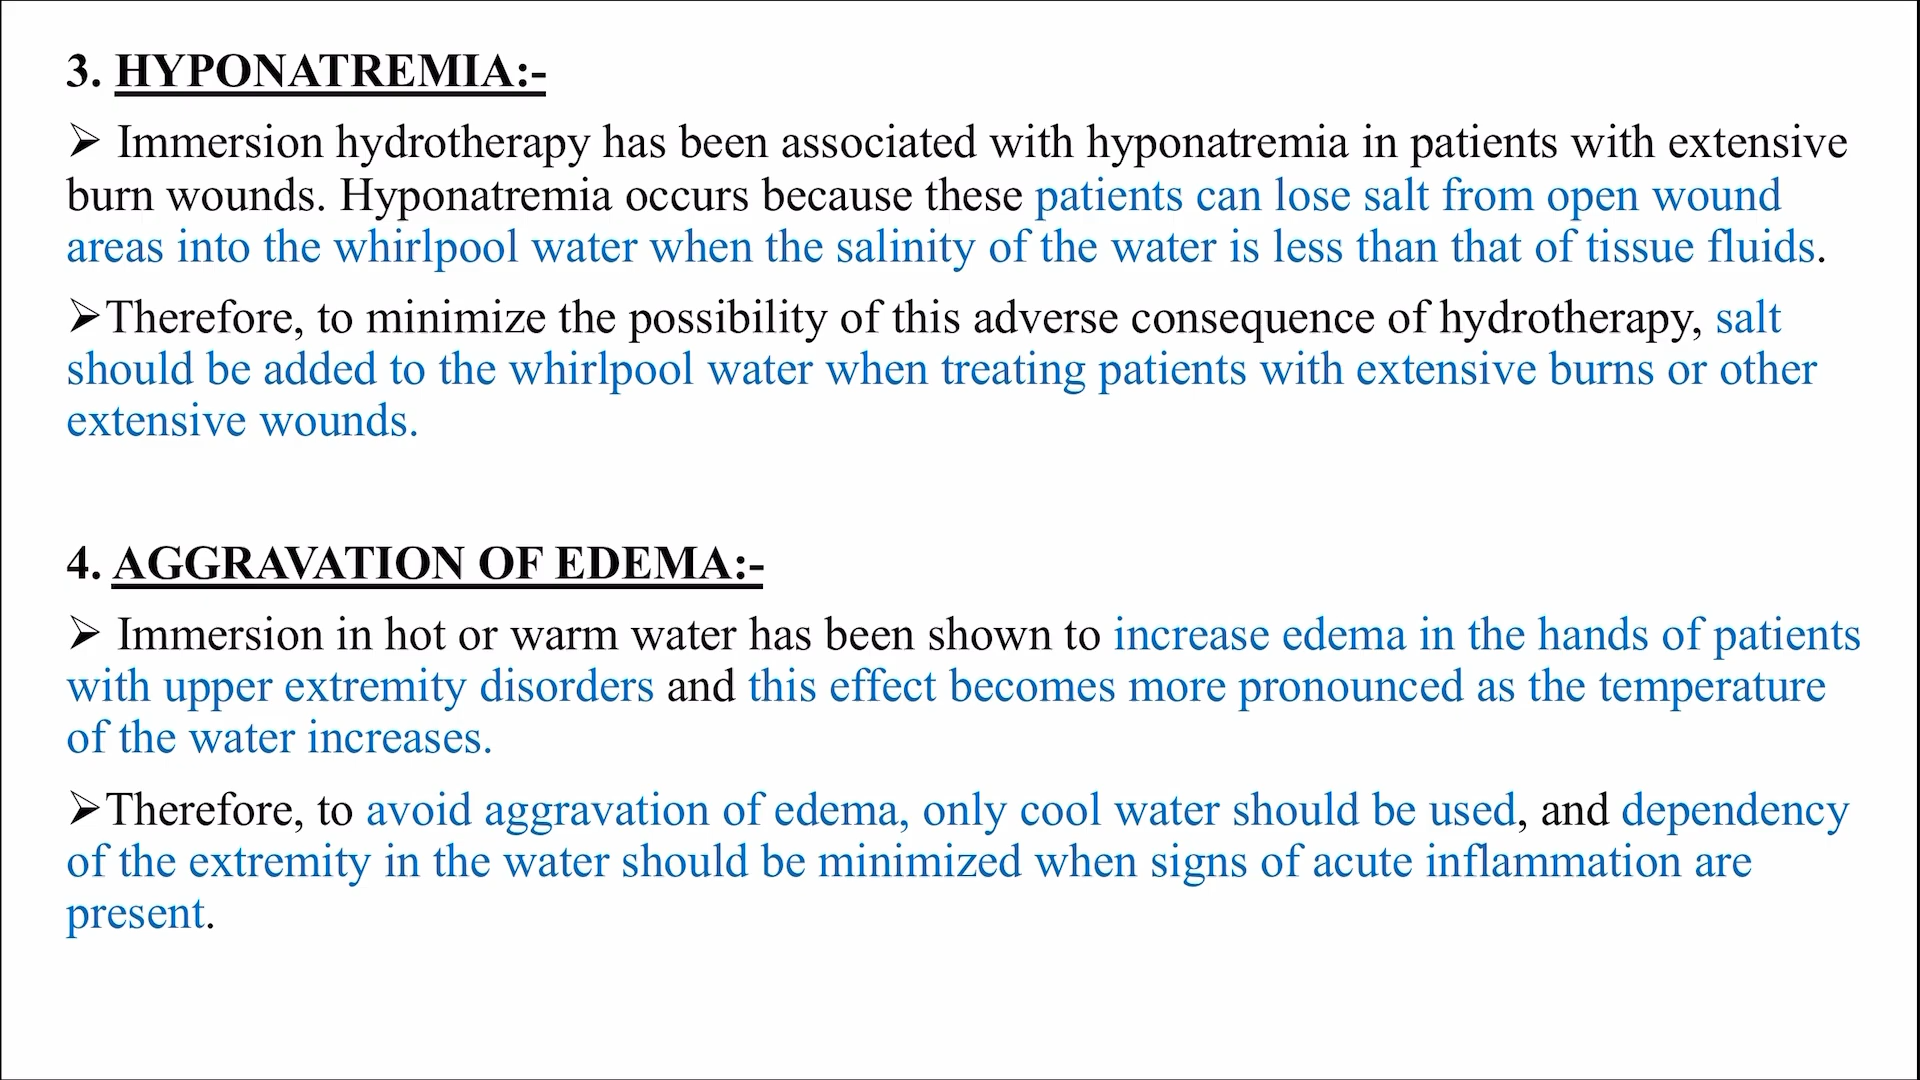 3. HYPONATREMIA:-
➢ Immersion hydrotherapy has been associated with hyponatremia in patients with extensive
burn wounds. Hyponatremia occurs because these patients can lose salt from open wound
areas into the whirlpool water when the salinity of the water is less than that of tissue fluids.
➢Therefore, to minimize the possibility of this adverse consequence of hydrotherapy, salt
should be added to the whirlpool water when treating patients with extensive burns or other
extensive wounds.
4. AGGRAVATION OF EDEMA:-
➢ Immersion in hot or warm water has been shown to increase edema in the hands of patients
with upper extremity disorders and this effect becomes more pronounced as the temperature
of the water increases.
➢Therefore, to avoid aggravation of edema, only cool water should be used, and dependency
of the extremity in the water should be minimized when signs of acute inflammation are
present.